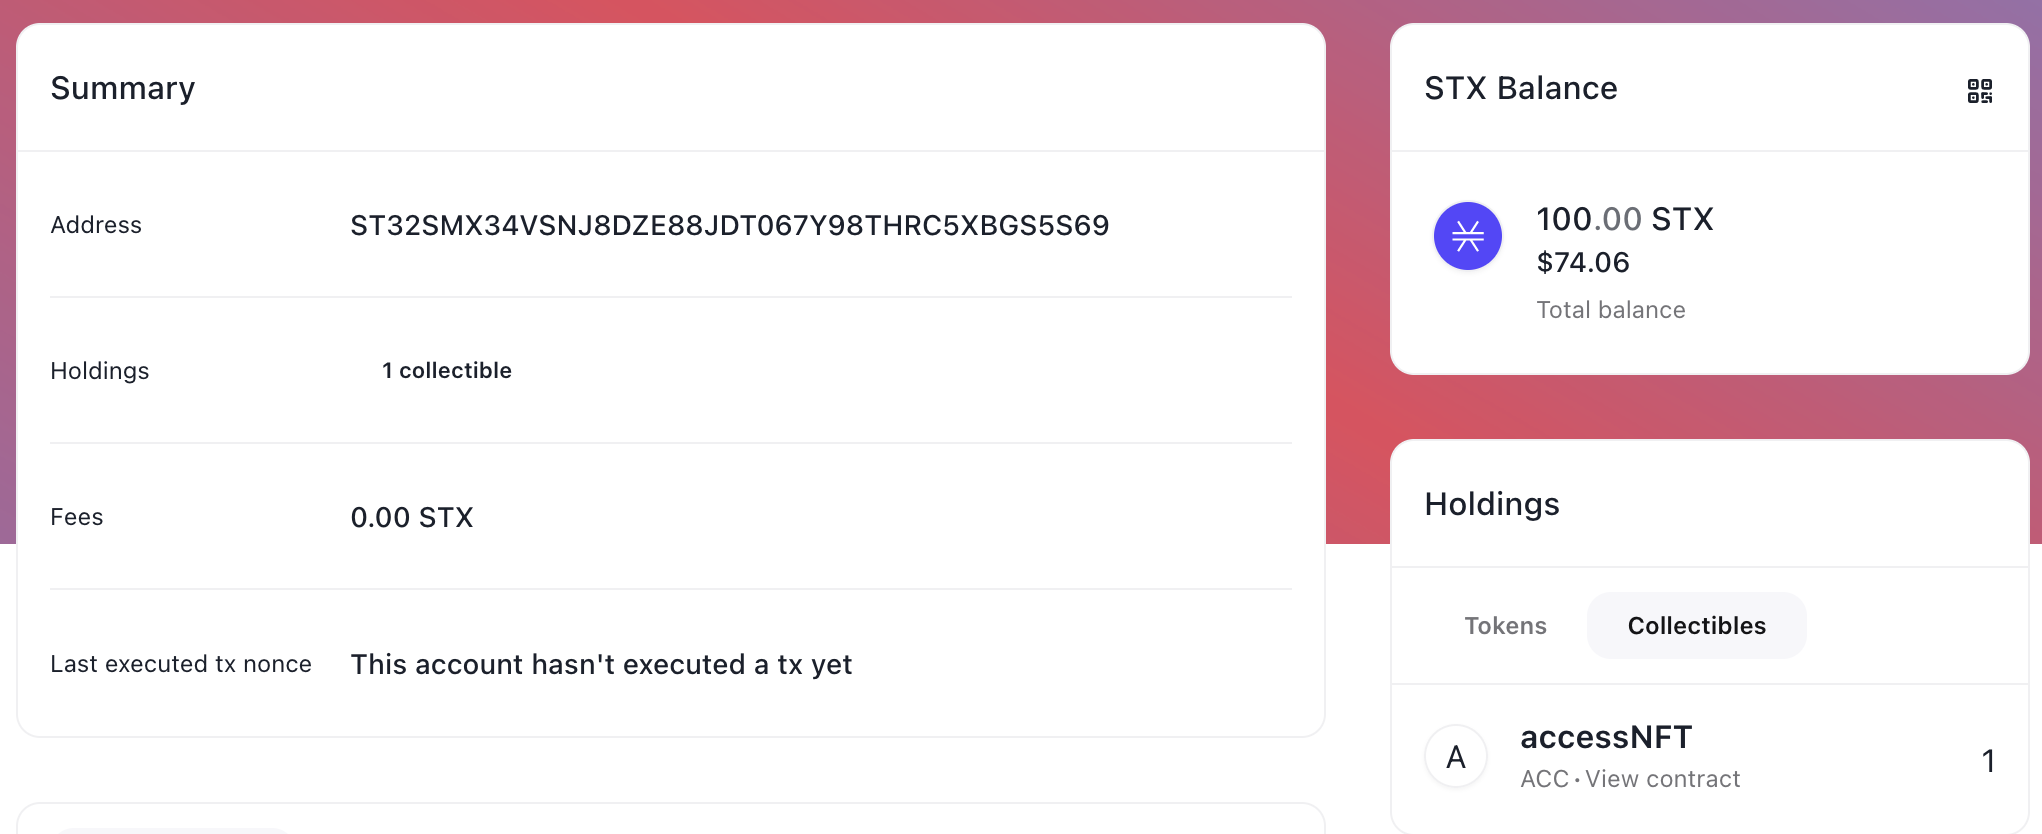 Summary
Address
ST32SMX34VSNJ8DZE88JDT067Y98THRC5XBGS5S69
Holdings
1 collectible
Fees
0.00 STX
Last executed tx nonce
This account hasn't executed a tx yet
STX Balance
100.00 STX
$74.06
Total balance
Holdings
Tokens
Collectibles
A
accessNFT
ACC • View contract
1